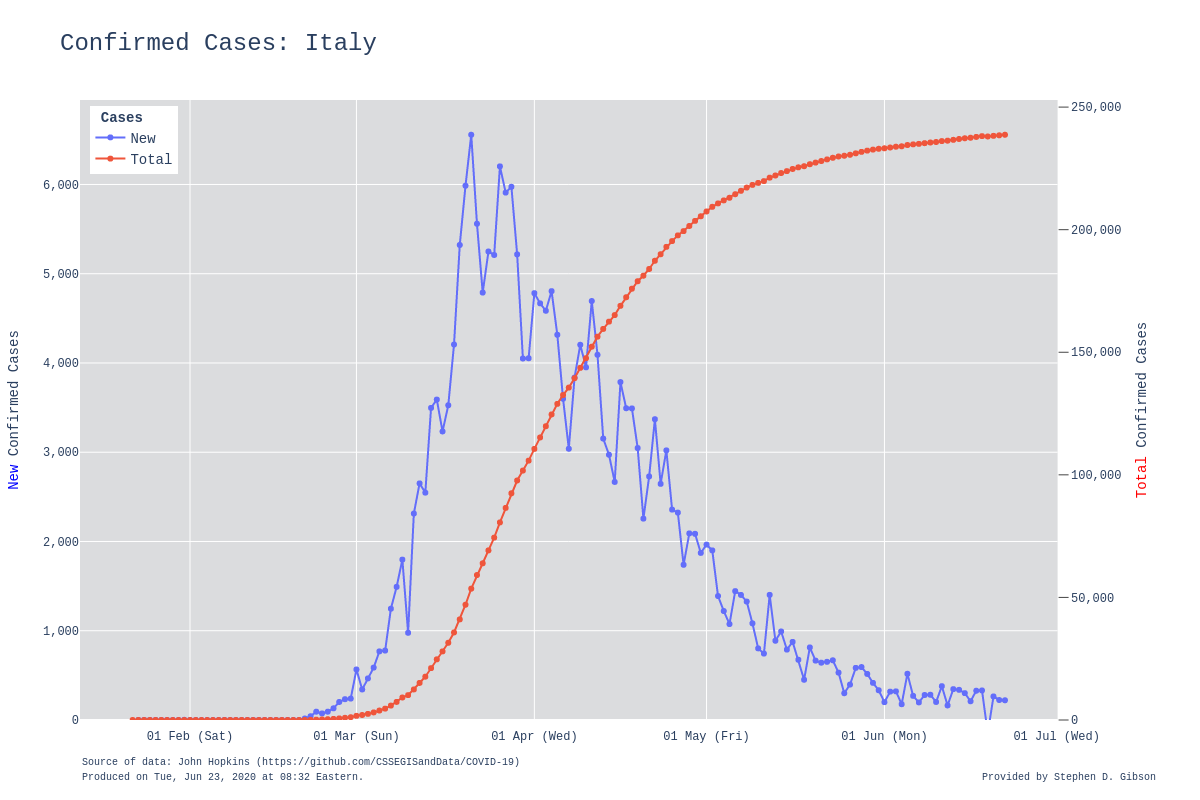 Confirmed Cases: Italy
Cases
New
Total
6,000
5,000
4,000
3,000
2,000
1,000
0
250,000
200,000
150,000
100,000
50,000
0
New Confirmed Cases
Total Confirmed Cases
01 Feb (Sat)
01 Mar (Sun)
01 Apr (Wed)
01 May (Fri)
01 Jun (Mon)
01 Jul (Wed)
Source of data: John Hopkins (https://github.com/CSSEGISandData/COVID-19)
Produced on Tue, Jun 23, 2020 at 08:32 Eastern.
Provided by Stephen D. Gibson